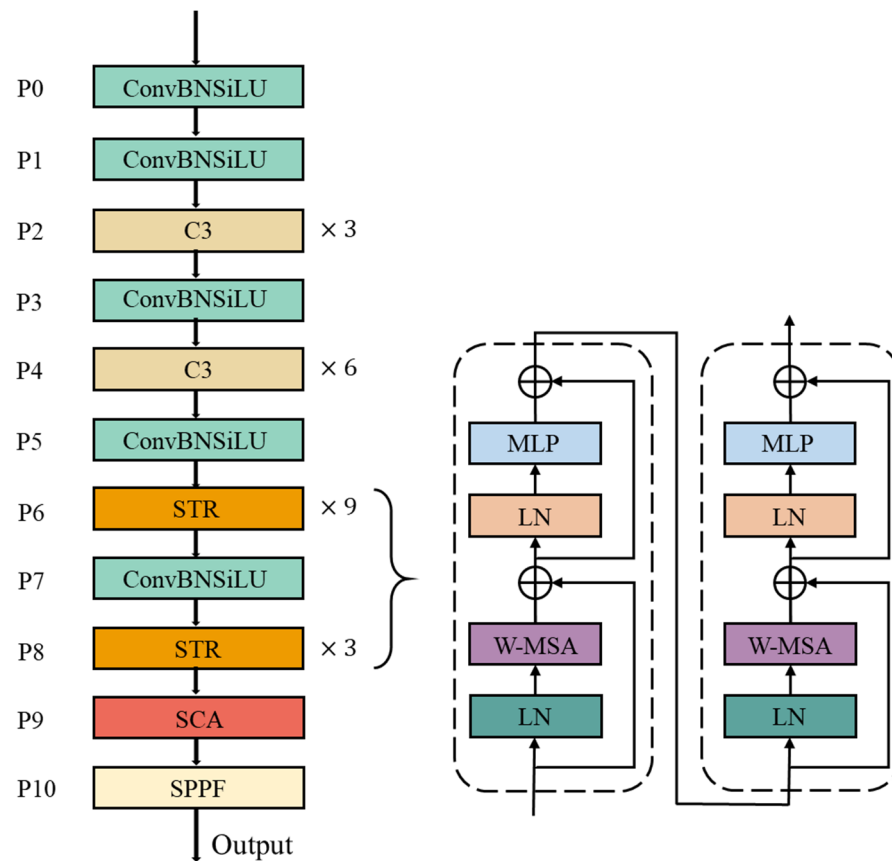 P0 ConvBNSiLU
P1 ConvBNSiLU
P2 C3 × 3
P3 ConvBNSiLU
P4 C3 × 6
P5 ConvBNSiLU
P6 STR × 9
P7 ConvBNSiLU
P8 STR × 3
P9 SCA
P10 SPPF
Output
MLP
LN
W-MSA
LN
MLP
LN
W-MSA
LN